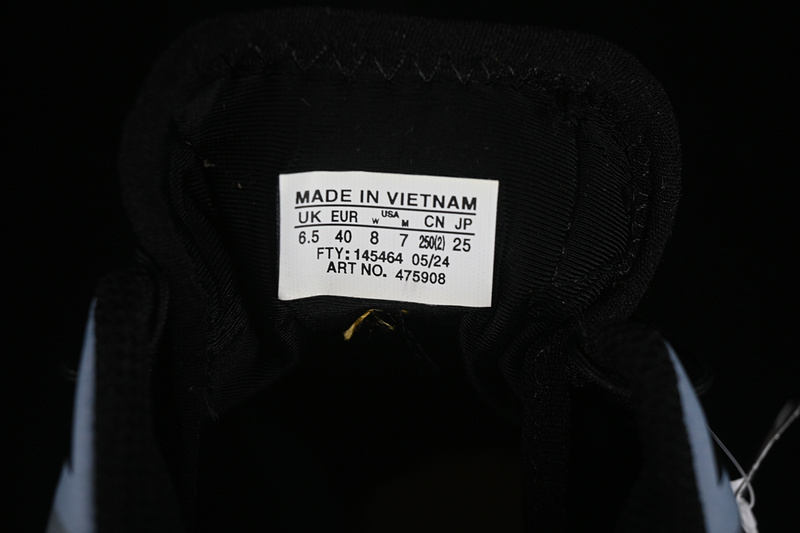 MADE IN VIETNAM
UK EUR W USA M CN JP
6.5 40 8 7 250(2) 25
FTY: 145464 05/24
ART NO. 475908